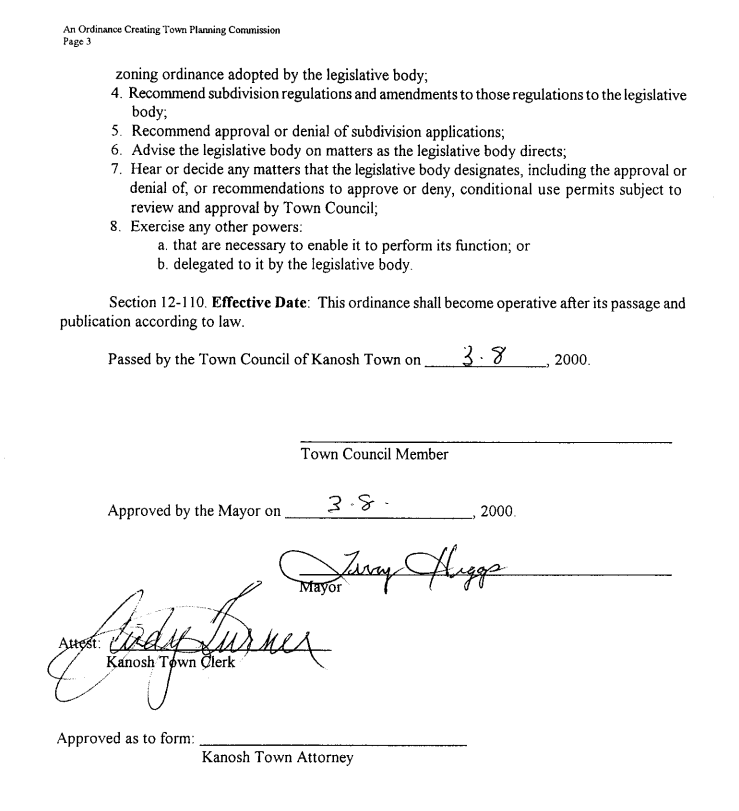 An Ordinance Creating Town Planning Commission
Page 3
zoning ordinance adopted by the legislative body;
4. Recommend subdivision regulations and amendments to those regulations to the legislative
body;
5. Recommend approval or denial of subdivision applications;
6. Advise the legislative body on matters as the legislative body directs;
7. Hear or decide any matters that the legislative body designates, including the approval or
denial of, or recommendations to approve or deny, conditional use permits subject to
review and approval by Town Council;
8. Exercise any other powers:
a. that are necessary to enable it to perform its function; or
b. delegated to it by the legislative body.
Section 12-110. Effective Date: This ordinance shall become operative after its passage and
publication according to law.
Passed by the Town Council of Kanosh Town on 3·8, 2000.
Town Council Member
Approved by the Mayor on 3·8·, 2000.
Terry Higgs
Mayor
Attest: Judy Turner
Kanosh Town Clerk
Approved as to form:
Kanosh Town Attorney